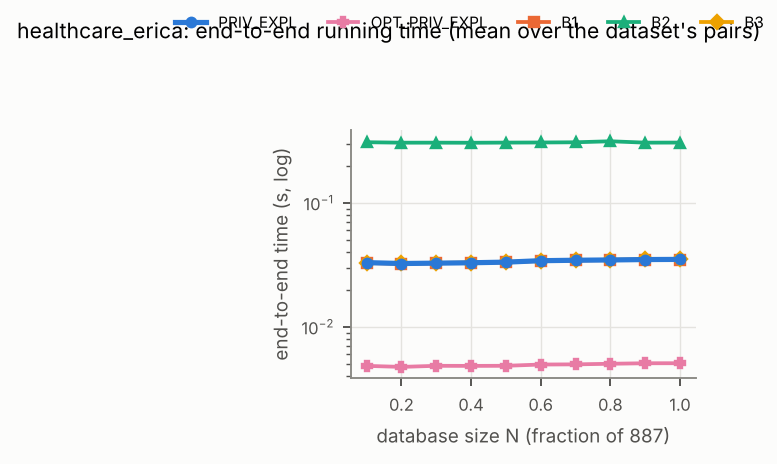 PRIV_EXPL OPT_PRIV_EXPL B1 B2 B3
healthcare_erica: end-to-end running time (mean over the dataset's pairs)
end-to-end time (s, log)
10⁻¹
10⁻²
0.2 0.4 0.6 0.8 1.0
database size N (fraction of 887)